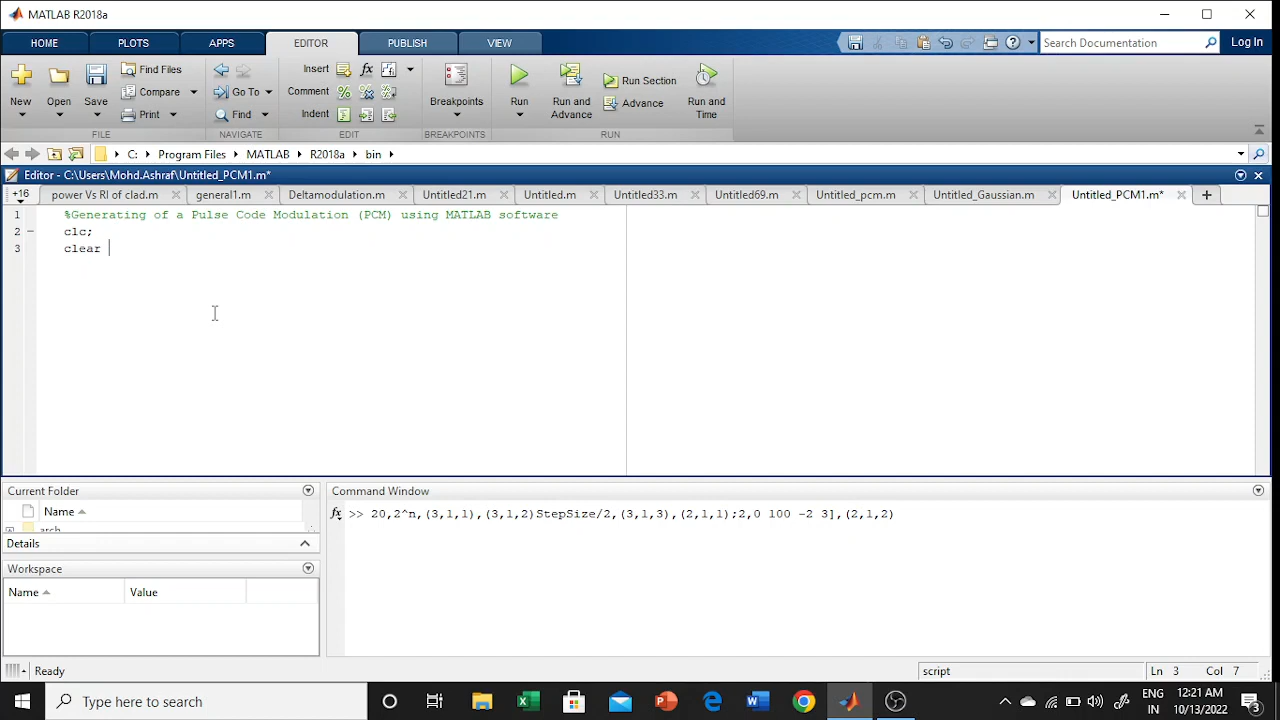 MATLAB R2018a
HOME PLOTS APPS EDITOR PUBLISH VIEW Search Documentation Log In
New Open Save Find Files Compare Print Go To Find Insert Comment Indent fx Breakpoints Run Run and Advance Run Section Advance Run and Time
FILE NAVIGATE EDIT BREAKPOINTS RUN
C: Program Files MATLAB R2018a bin
Editor - C:\Users\Mohd.Ashraf\Untitled_PCM1.m*
+16 power Vs RI of clad.m general1.m Deltamodulation.m Untitled21.m Untitled.m Untitled33.m Untitled69.m Untitled_pcm.m Untitled_Gaussian.m Untitled_PCM1.m*
1 %Generating of a Pulse Code Modulation (PCM) using MATLAB software
2 clc;
3 clear
Current Folder Command Window
Name
fx >> 20,2^n,(3,1,1),(3,1,2)StepSize/2,(3,1,3),(2,1,1);2,0 100 -2 3],(2,1,2)
arch
Details
Workspace
Name Value
Ready script Ln 3 Col 7
Type here to search ENG IN 12:21 AM 10/13/2022 3